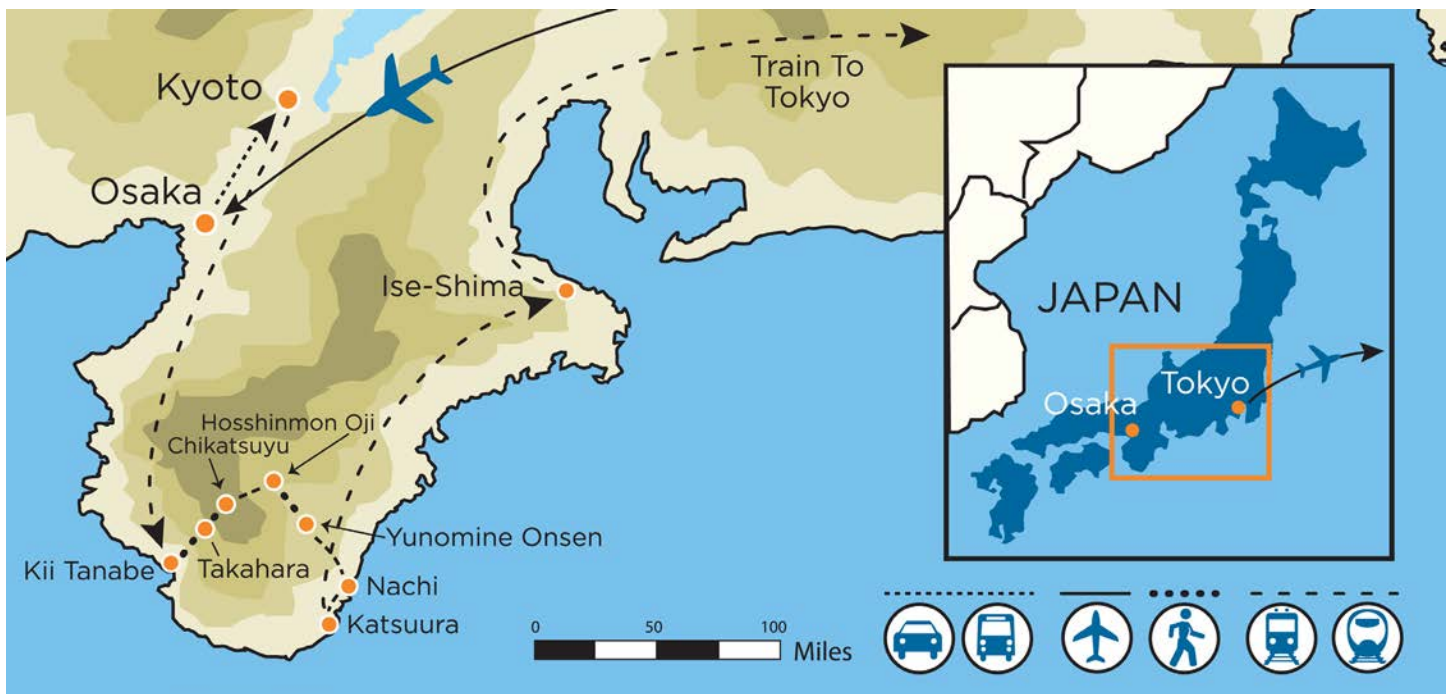 Kyoto
Train To
Tokyo
Osaka
Ise-Shima
JAPAN
Tokyo
Osaka
Hosshinmon Oji
Chikatsuyu
Yunomine Onsen
Kii Tanabe
Takahara
Nachi
Katsuura
0 50 100
Miles